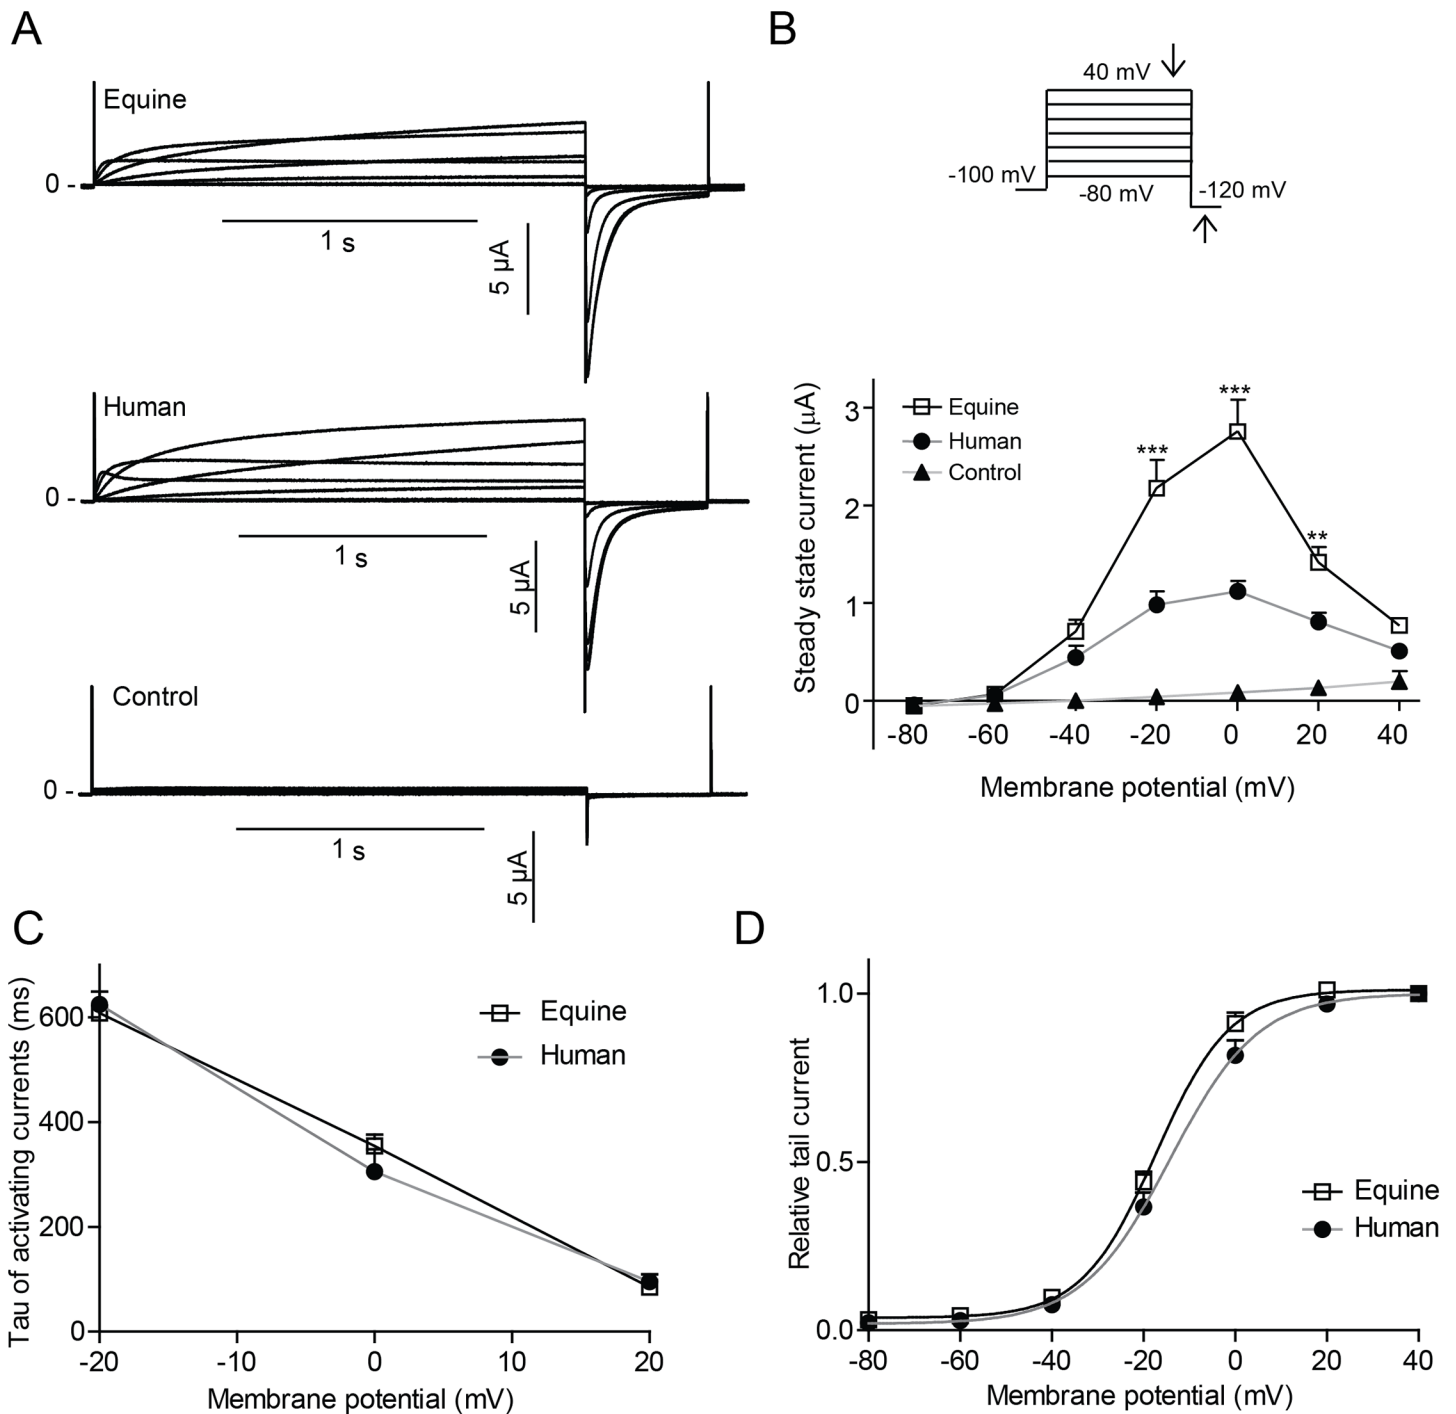 A
Equine
0 -
1 s
5 µA
Human
0 -
1 s
5 µA
Control
0 -
1 s
5 µA
B
40 mV
-100 mV
-80 mV
-120 mV
Steady state current (µA)
3
2
1
0
Equine
Human
Control
***
***
**
-80 -60 -40 -20 0 20 40
Membrane potential (mV)
C
Tau of activating currents (ms)
600
400
200
0
Equine
Human
-20 -10 0 10 20
Membrane potential (mV)
D
Relative tail current
1.0
0.5
0.0
Equine
Human
-80 -60 -40 -20 0 20 40
Membrane potential (mV)